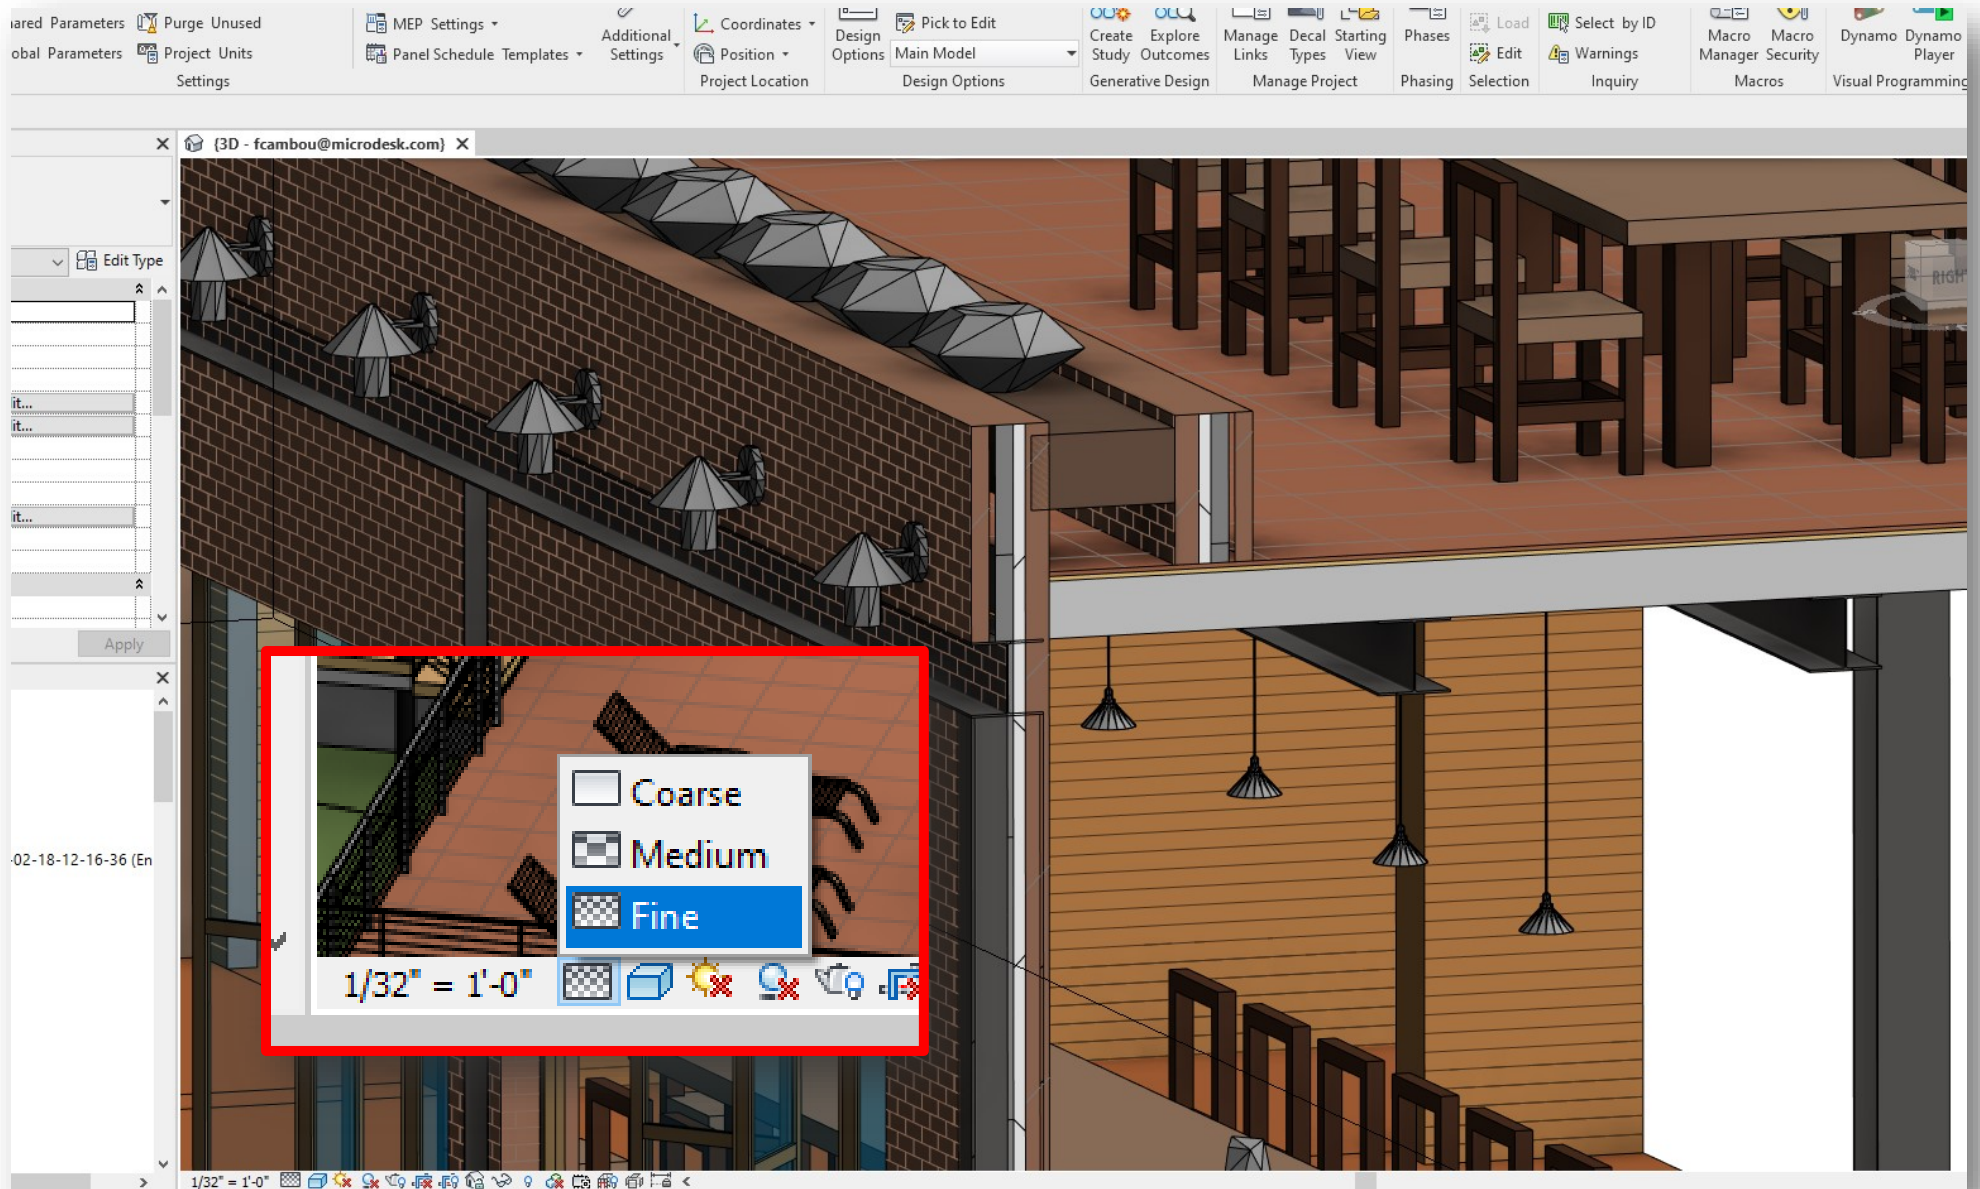 ared Parameters
Purge Unused
obal Parameters
Project Units
Settings
MEP Settings
Panel Schedule Templates
Additional
Settings
Coordinates
Position
Project Location
Design
Options
Pick to Edit
Main Model
Design Options
Create
Study
Explore
Outcomes
Generative Design
Manage
Links
Decal
Types
Starting
View
Manage Project
Phases
Phasing
Load
Edit
Selection
Select by ID
Warnings
Inquiry
Macro
Manager
Macro
Security
Macros
Dynamo
Dynamo
Player
Visual Programming
{3D - fcambou@microdesk.com}
Edit Type
it...
it...
it...
Apply
-02-18-12-16-36 (En
RIGH
Coarse
Medium
Fine
1/32" = 1'-0"
1/32" = 1'-0"